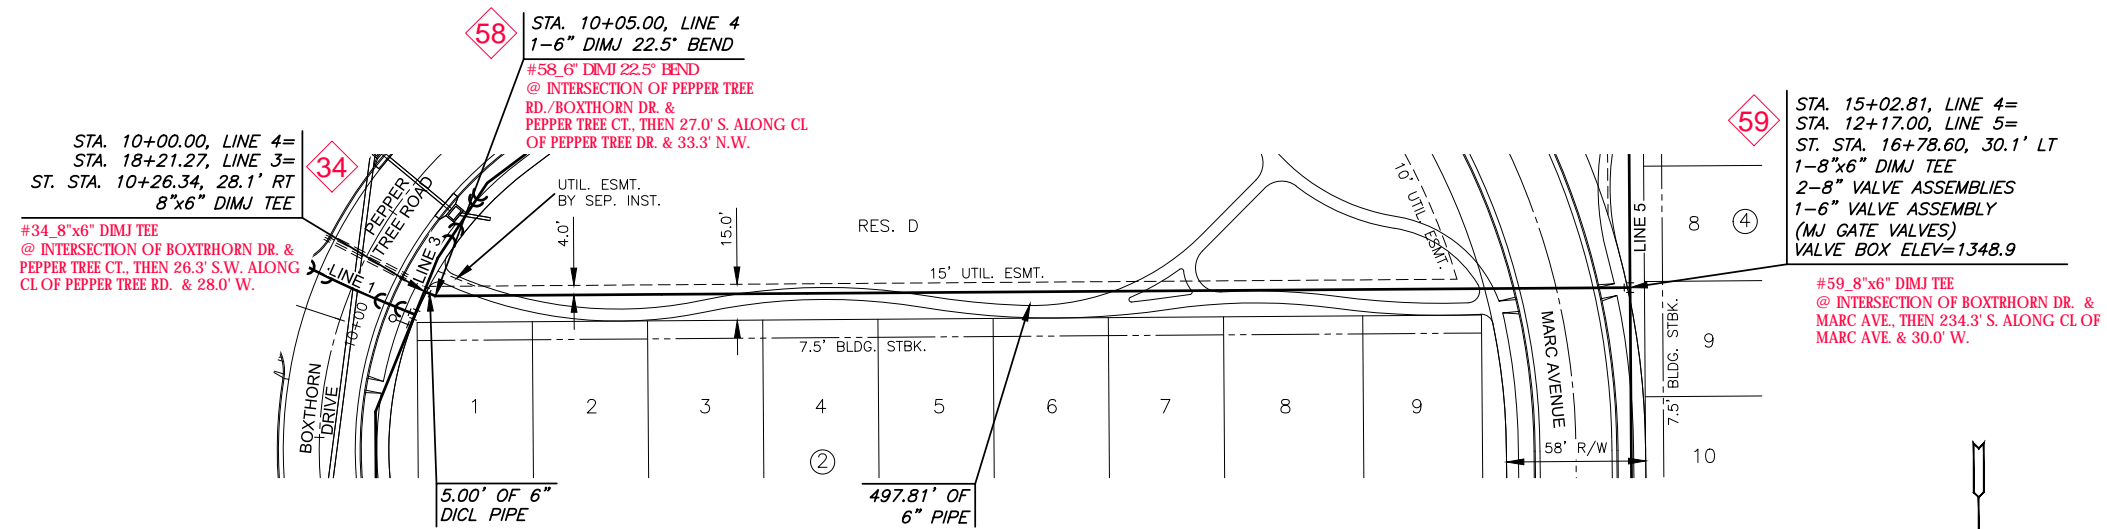 58
STA. 10+05.00, LINE 4
1-6" DIMJ 22.5° BEND
#58_6" DIMJ 22.5° BEND
@ INTERSECTION OF PEPPER TREE
RD./BOXTHORN DR. &
PEPPER TREE CT., THEN 27.0' S. ALONG CL
OF PEPPER TREE DR. & 33.3' N.W.
STA. 10+00.00, LINE 4=
STA. 18+21.27, LINE 3=
ST. STA. 10+26.34, 28.1' RT
8"x6" DIMJ TEE
34
#34_8"x6" DIMJ TEE
@ INTERSECTION OF BOXTRHORN DR. &
PEPPER TREE CT., THEN 26.3' S.W. ALONG
CL OF PEPPER TREE RD. & 28.0' W.
59
STA. 15+02.81, LINE 4=
STA. 12+17.00, LINE 5=
ST. STA. 16+78.60, 30.1' LT
1-8"x6" DIMJ TEE
2-8" VALVE ASSEMBLIES
1-6" VALVE ASSEMBLY
(MJ GATE VALVES)
VALVE BOX ELEV=1348.9
#59_8"x6" DIMJ TEE
@ INTERSECTION OF BOXTRHORN DR. &
MARC AVE., THEN 234.3' S. ALONG CL OF
MARC AVE. & 30.0' W.
PEPPER
TREE ROAD
LINE 3
LINE 1
10+00
BOXTHORN
DRIVE
UTIL. ESMT.
BY SEP. INST.
4.0'
15.0'
RES. D
15' UTIL. ESMT.
10' UTIL. ESMT.
7.5' BLDG. STBK.
1
2
3
4
5
6
7
8
9
2
MARC AVENUE
58' R/W
LINE 5
8
4
9
7.5' BLDG. STBK.
10
5.00' OF 6"
DICL PIPE
497.81' OF
6" PIPE